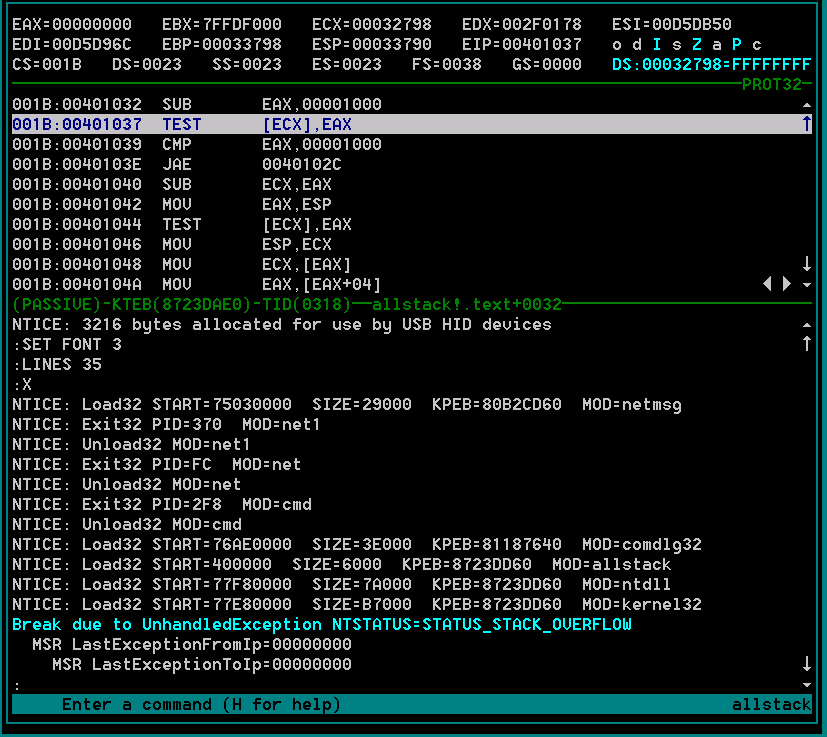 EAX=00000000   EBX=7FFDF000   ECX=00032798   EDX=002F0178   ESI=00D5DB50
EDI=00D5D96C   EBP=00033798   ESP=00033790   EIP=00401037   o d I s Z a P c
CS=001B   DS=0023   SS=0023   ES=0023   FS=0038   GS=0000   DS:00032798=FFFFFFFF
PROT32
001B:00401032  SUB       EAX,00001000
001B:00401037  TEST      [ECX],EAX
001B:00401039  CMP       EAX,00001000
001B:0040103E  JAE       0040102C
001B:00401040  SUB       ECX,EAX
001B:00401042  MOV       EAX,ESP
001B:00401044  TEST      [ECX],EAX
001B:00401046  MOV       ESP,ECX
001B:00401048  MOV       ECX,[EAX]
001B:0040104A  MOV       EAX,[EAX+04]
(PASSIVE)-KTEB(8723DAE0)-TID(0318)—allstack!.text+0032
NTICE: 3216 bytes allocated for use by USB HID devices
:SET FONT 3
:LINES 35
:X
NTICE: Load32 START=75030000  SIZE=29000  KPEB=80B2CD60  MOD=netmsg
NTICE: Exit32 PID=370  MOD=net1
NTICE: Unload32 MOD=net1
NTICE: Exit32 PID=FC  MOD=net
NTICE: Unload32 MOD=net
NTICE: Exit32 PID=2F8  MOD=cmd
NTICE: Unload32 MOD=cmd
NTICE: Load32 START=76AE0000  SIZE=3E000  KPEB=81187640  MOD=comdlg32
NTICE: Load32 START=400000  SIZE=6000  KPEB=8723DD60  MOD=allstack
NTICE: Load32 START=77F80000  SIZE=7A000  KPEB=8723DD60  MOD=ntdll
NTICE: Load32 START=77E80000  SIZE=B7000  KPEB=8723DD60  MOD=kernel32
Break due to UnhandledException NTSTATUS=STATUS_STACK_OVERFLOW
MSR LastExceptionFromIp=00000000
MSR LastExceptionToIp=00000000
:
Enter a command (H for help)   allstack